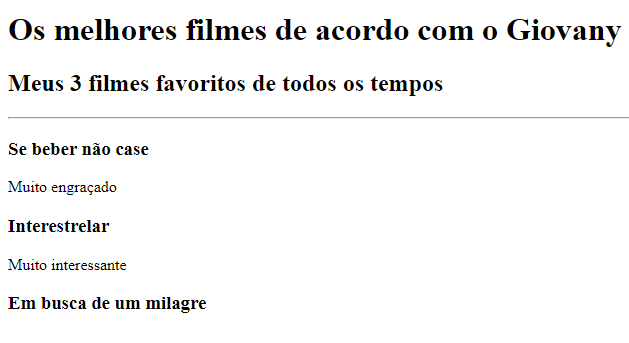 Os melhores filmes de acordo com o Giovany
Meus 3 filmes favoritos de todos os tempos
Se beber não case
Muito engraçado
Interestrelar
Muito interessante
Em busca de um milagre